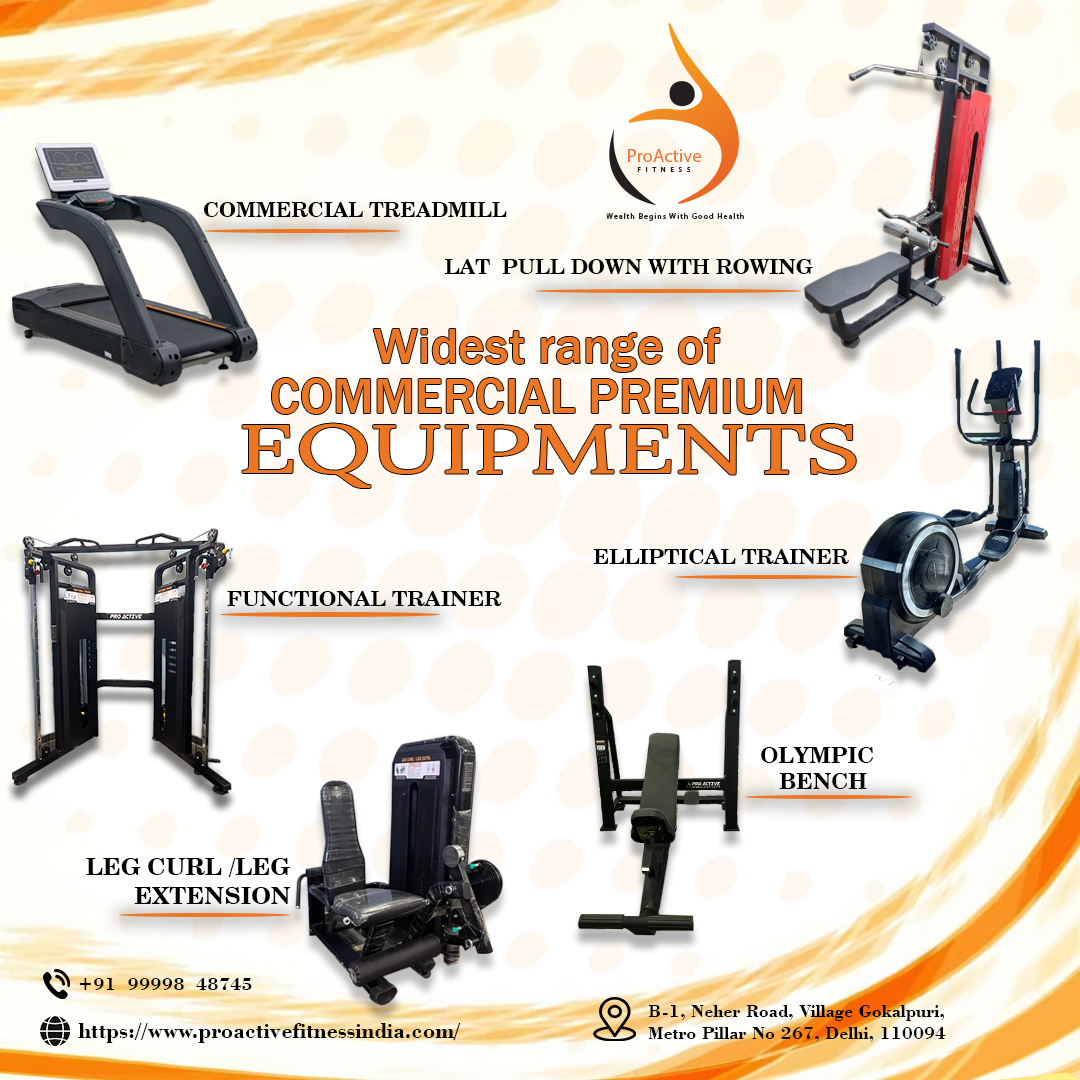 ProActive
FITNESS
Wealth Begins With Good Health
COMMERCIAL TREADMILL
LAT PULL DOWN WITH ROWING
Widest range of
COMMERCIAL PREMIUM
EQUIPMENTS
ELLIPTICAL TRAINER
FUNCTIONAL TRAINER
PRO ACTIVE
OLYMPIC
BENCH
PRO ACTIVE
LEG CURL /LEG
EXTENSION
+91 99998 48745
https://www.proactivefitnessindia.com/
B-1, Neher Road, Village Gokalpuri,
Metro Pillar No 267, Delhi, 110094